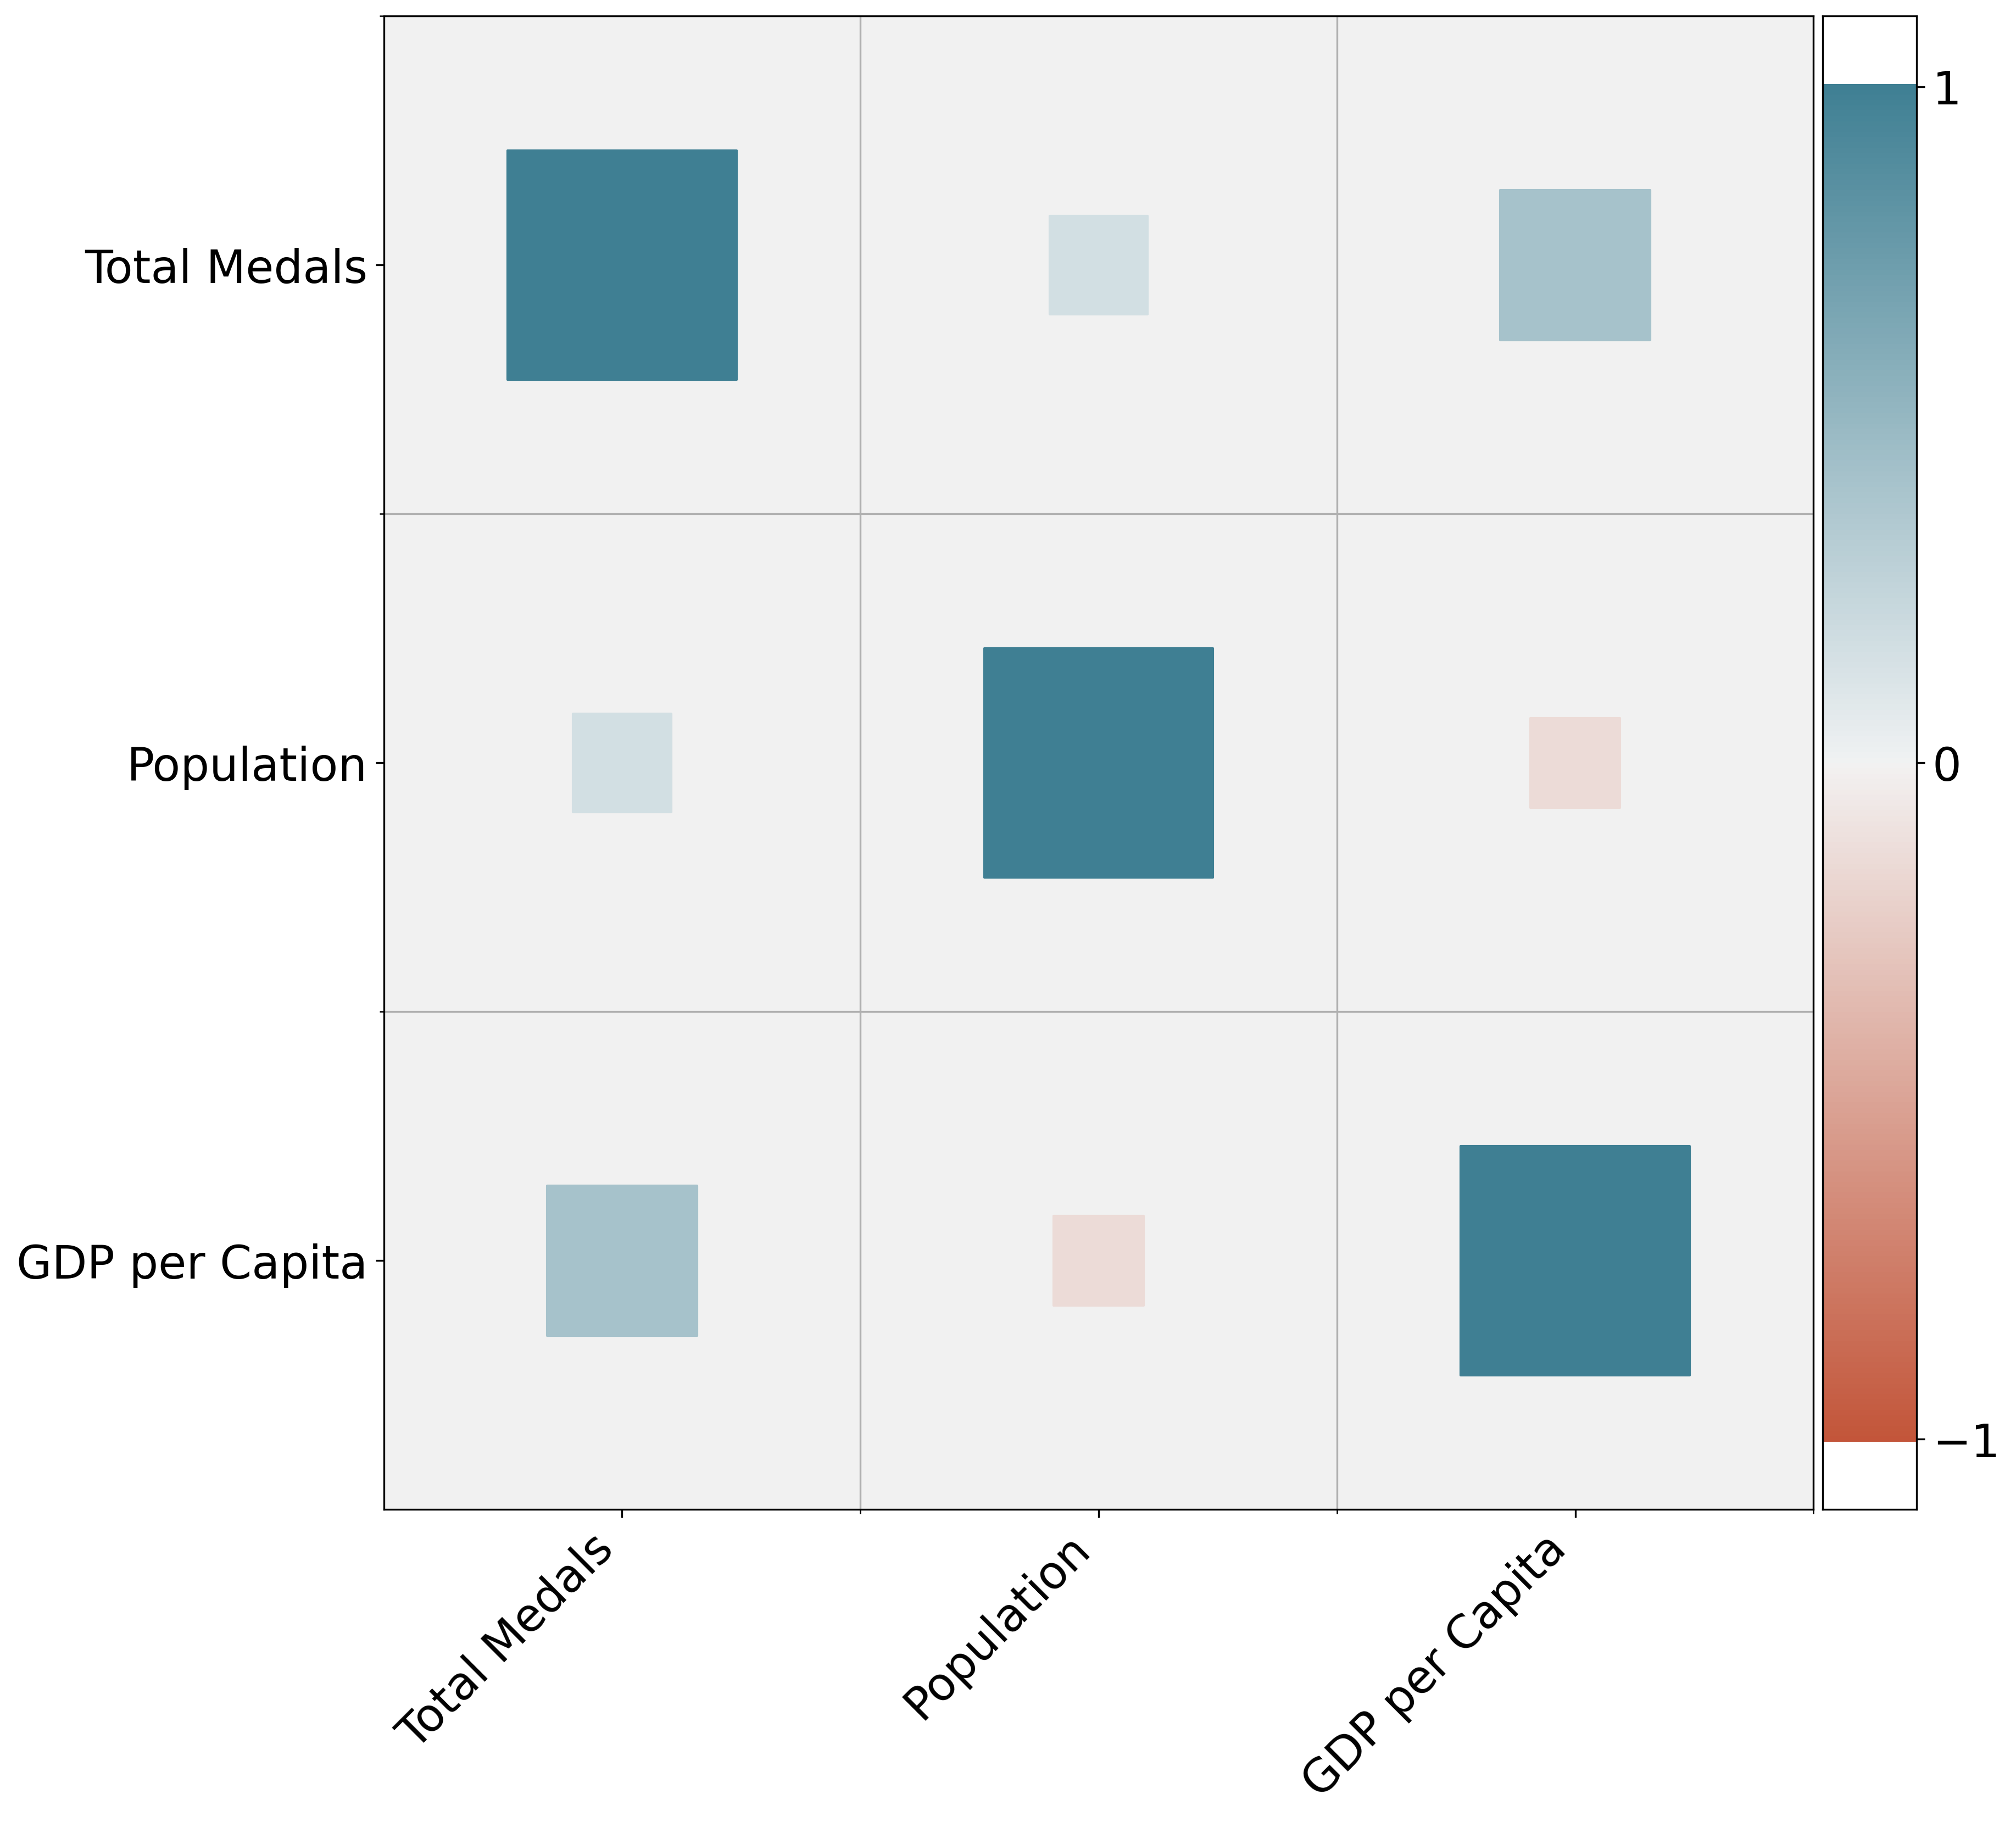 1
Total Medals
0
Population
GDP per Capita
−1
Total Medals
Population
GDP per Capita